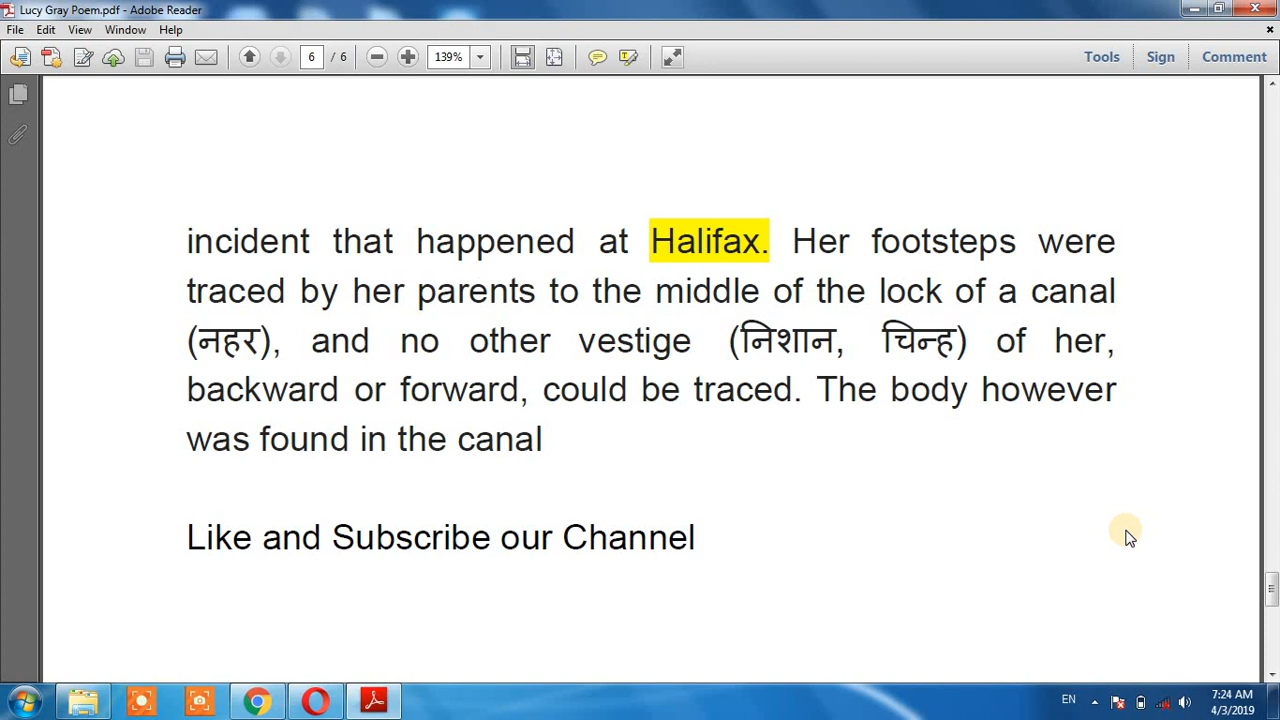 Lucy Gray Poem.pdf - Adobe Reader
File Edit View Window Help
6 / 6 139% Tools Sign Comment
incident that happened at Halifax. Her footsteps were
traced by her parents to the middle of the lock of a canal
(नहर), and no other vestige (निशान, चिन्ह) of her,
backward or forward, could be traced. The body however
was found in the canal
Like and Subscribe our Channel
EN 7:24 AM
4/3/2019